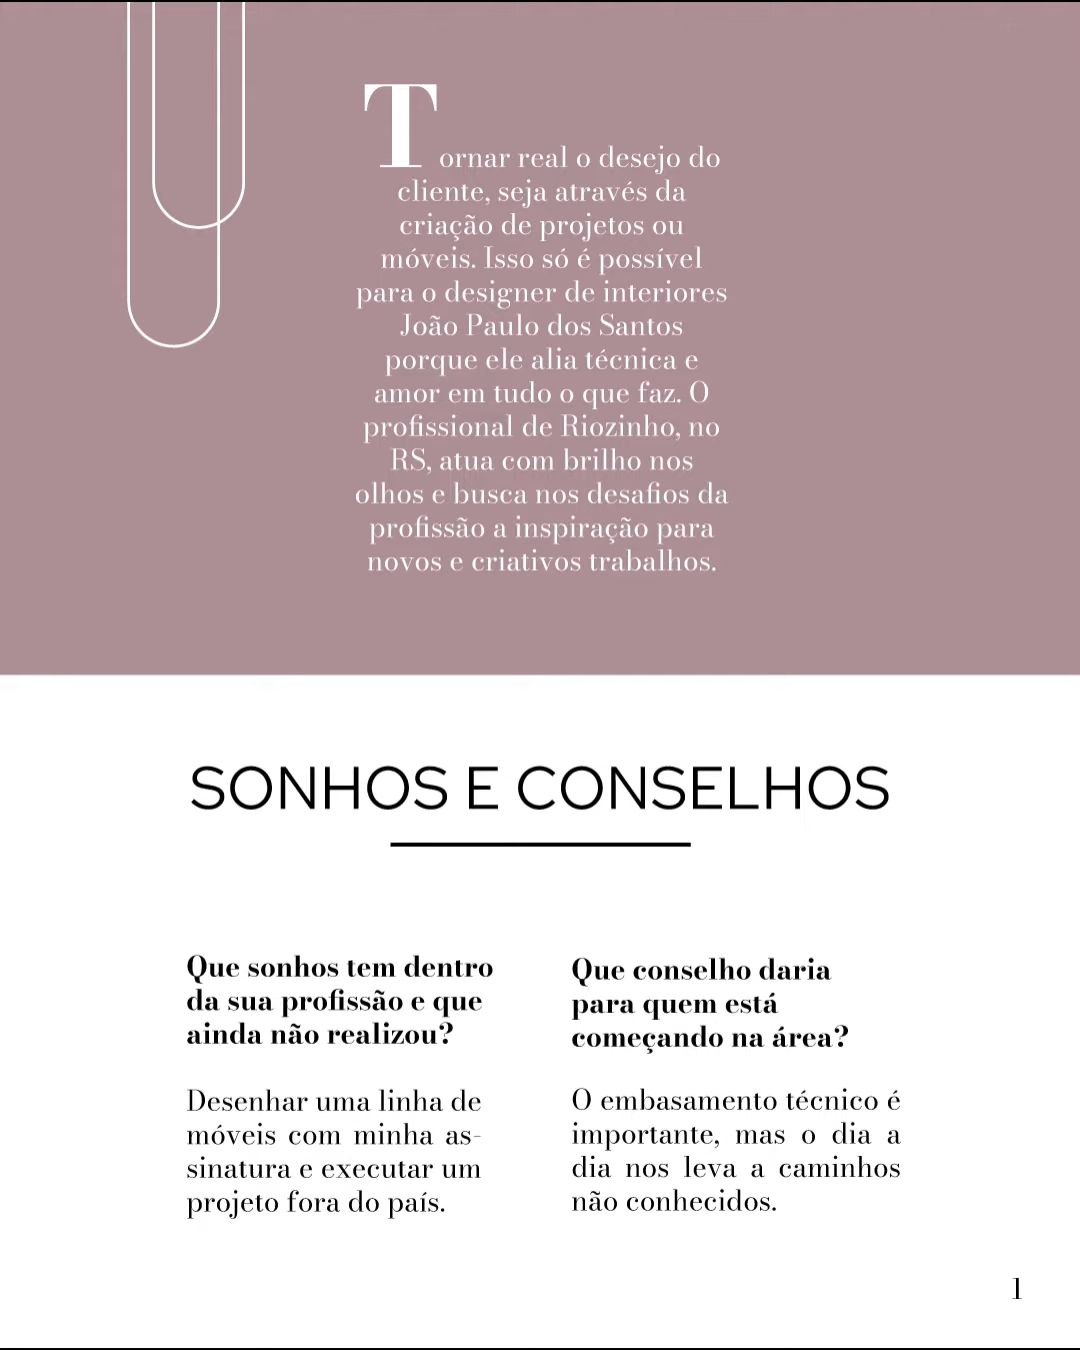 Tornar real o desejo do
cliente, seja através da
criação de projetos ou
móveis. Isso só é possível
para o designer de interiores
João Paulo dos Santos
porque ele alia técnica e
amor em tudo o que faz. O
profissional de Riozinho, no
RS, atua com brilho nos
olhos e busca nos desafios da
profissão a inspiração para
novos e criativos trabalhos.
SONHOS E CONSELHOS
Que sonhos tem dentro
da sua profissão e que
ainda não realizou?
Desenhar uma linha de
móveis com minha as-
sinatura e executar um
projeto fora do país.
Que conselho daria
para quem está
começando na área?
O embasamento técnico é
importante, mas o dia a
dia nos leva a caminhos
não conhecidos.
1